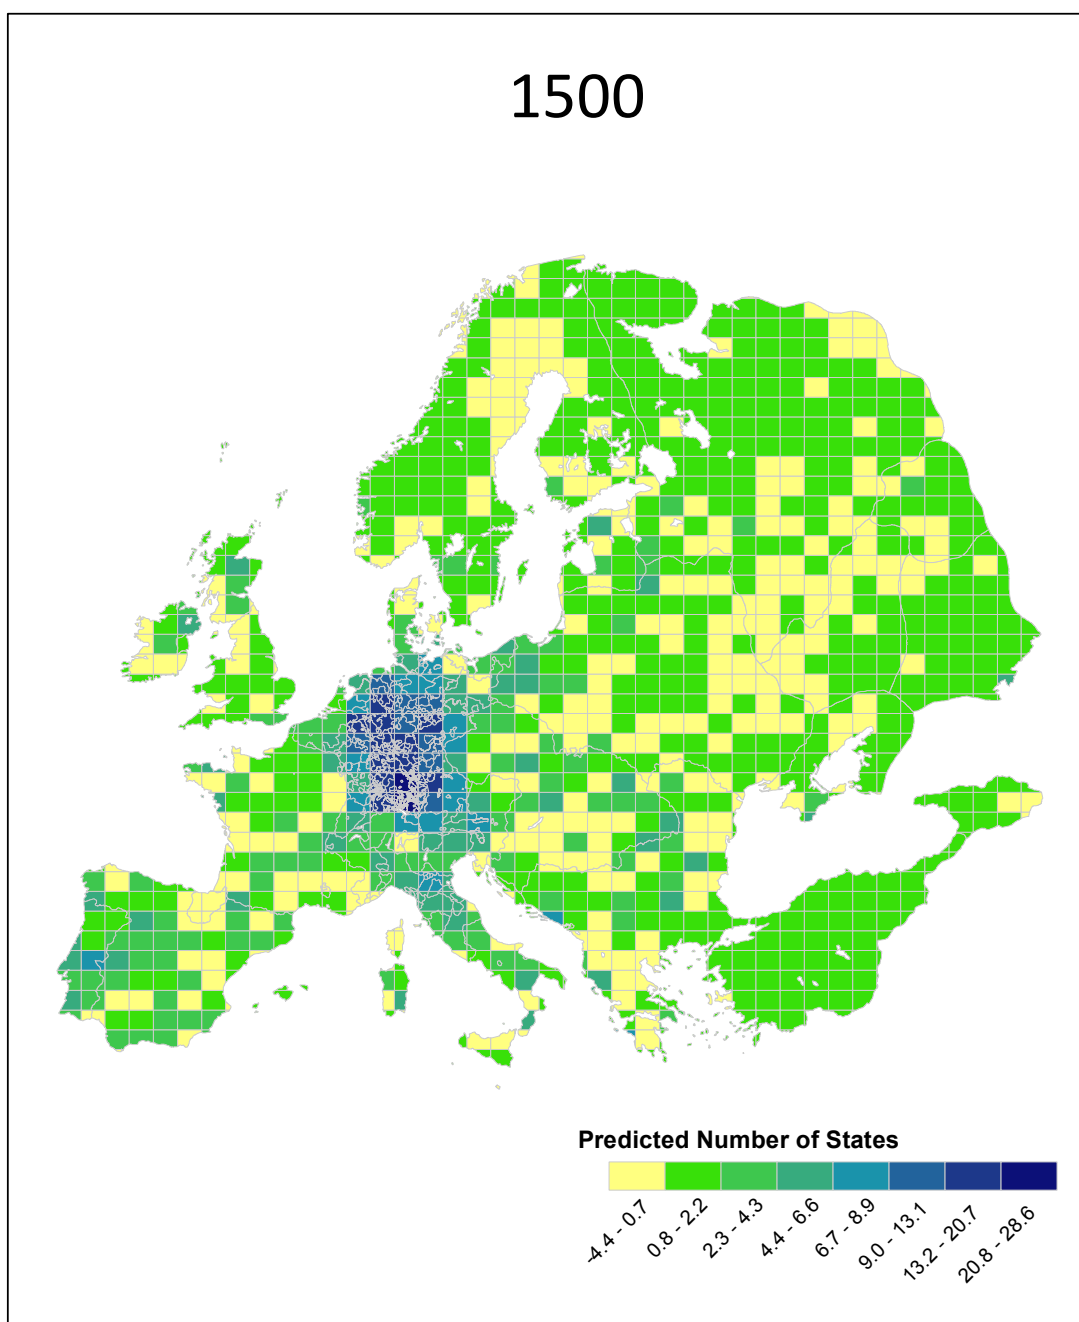 1500
Predicted Number of States
-4.4 - 0.7
0.8 - 2.2
2.3 - 4.3
4.4 - 6.6
6.7 - 8.9
9.0 - 13.1
13.2 - 20.7
20.8 - 28.6